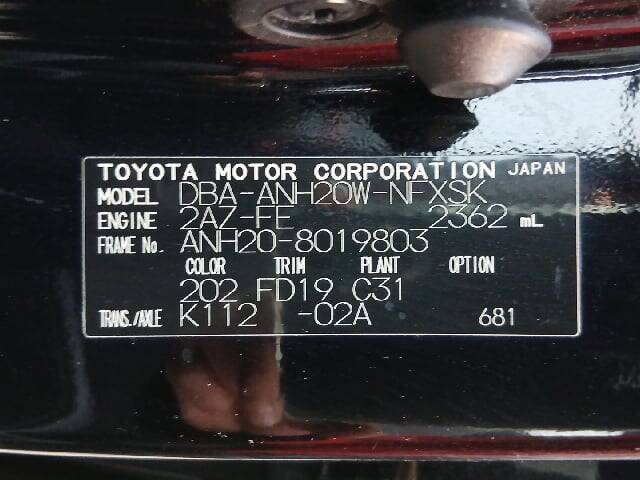 TOYOTA MOTOR CORPORATION JAPAN
MODEL DBA-ANH20W-NFXSK
ENGINE 2AZ-FE 2362 mL
FRAME No. ANH20-8019803
COLOR TRIM PLANT OPTION
202 FD19 C31
TRANS./AXLE K112 -02A 681